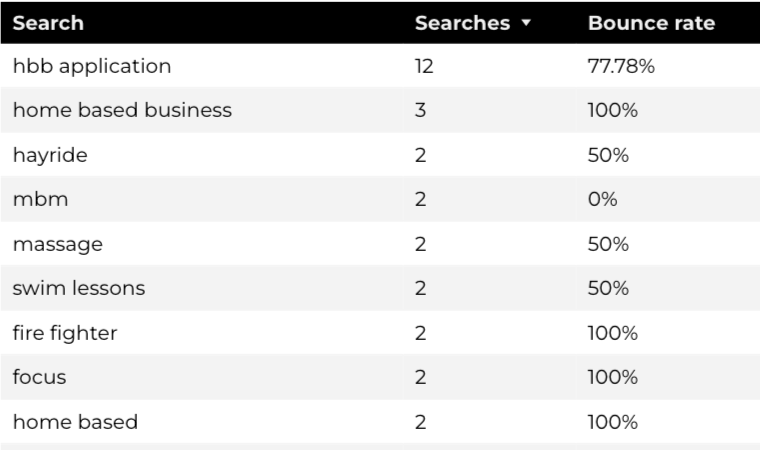 Search Searches ▼ Bounce rate
hbb application 12 77.78%
home based business 3 100%
hayride 2 50%
mbm 2 0%
massage 2 50%
swim lessons 2 50%
fire fighter 2 100%
focus 2 100%
home based 2 100%